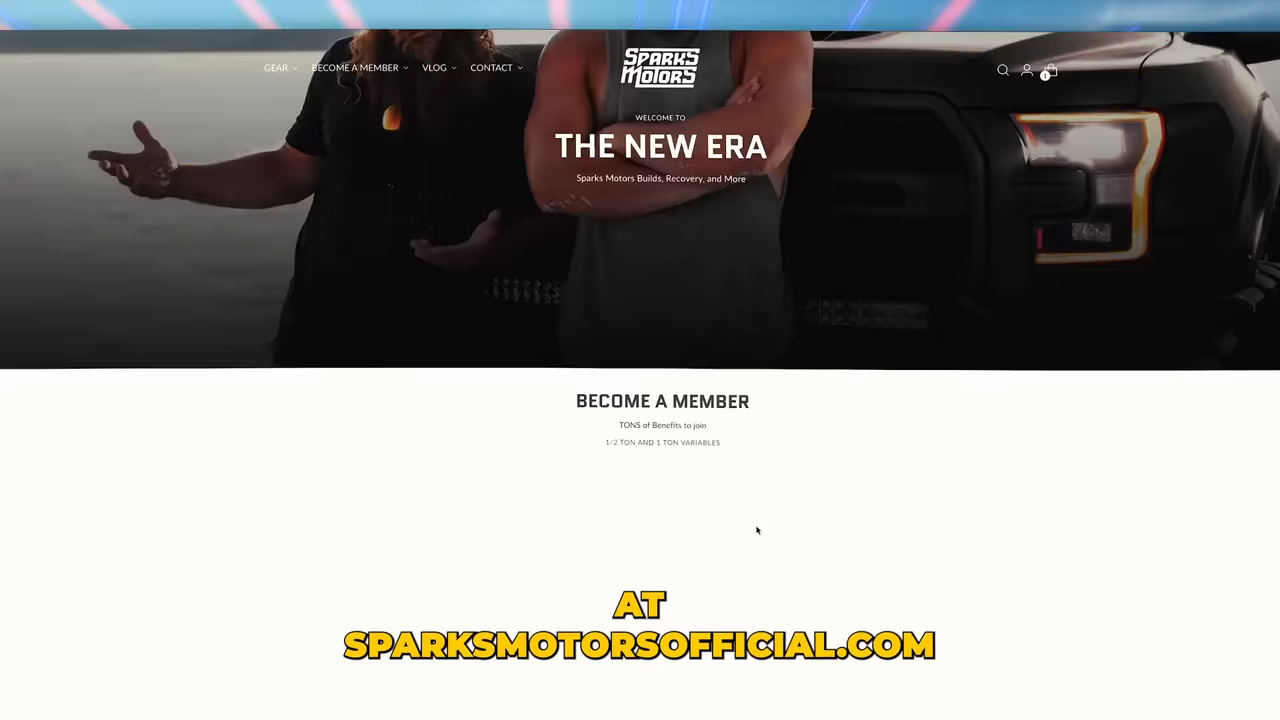 GEAR BECOME A MEMBER VLOG CONTACT
SPARKS
MOTORS
1
WELCOME TO
THE NEW ERA
Sparks Motors Builds, Recovery, and More
BECOME A MEMBER
TONS of Benefits to join
1/2 TON AND 1 TON VARIABLES
AT
SPARKSMOTORSOFFICIAL.COM